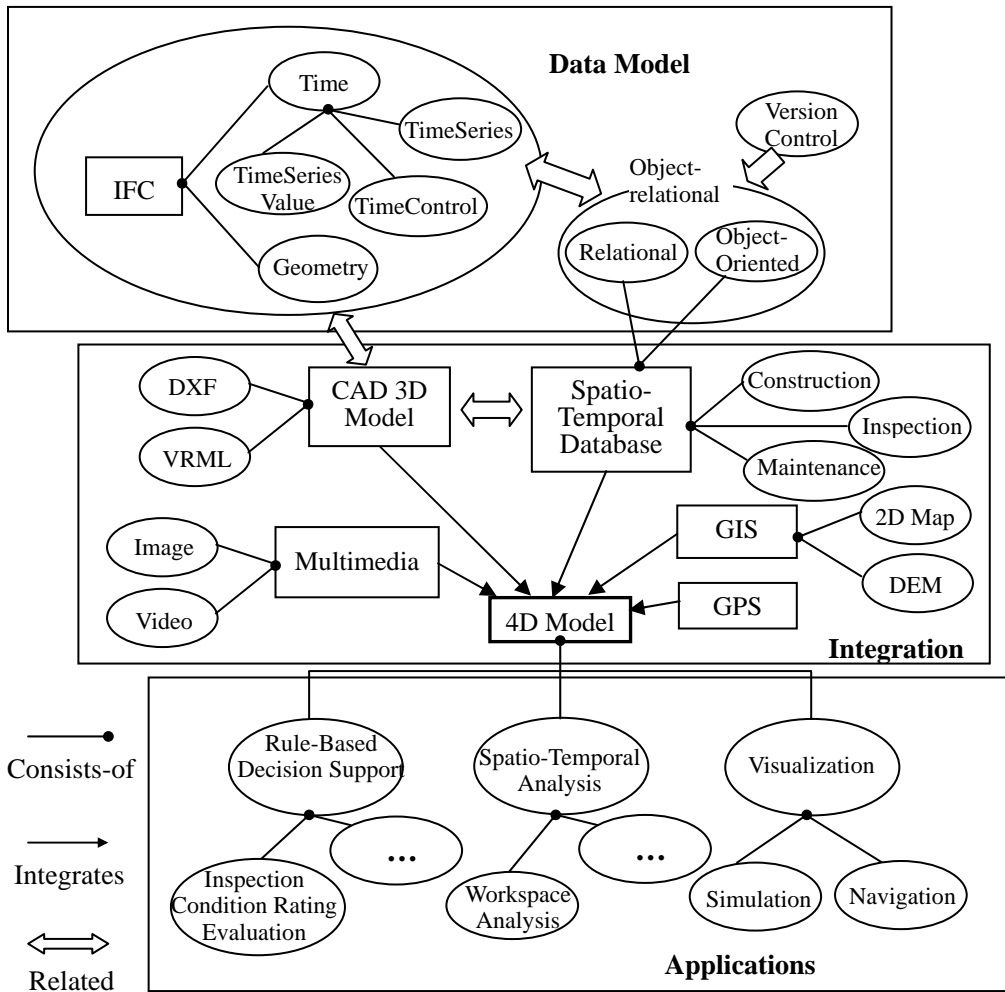 Data Model
Time
TimeSeries
Version
Control
IFC
TimeSeries
Value
TimeControl
Object-
relational
Geometry
Relational
Object-
Oriented
DXF
VRML
CAD 3D
Model
Spatio-
Temporal
Database
Construction
Inspection
Maintenance
Image
Video
Multimedia
GIS
2D Map
DEM
4D Model
GPS
Integration
Consists-of
Integrates
Related
Rule-Based
Decision Support
Spatio-Temporal
Analysis
Visualization
...
...
Inspection
Condition Rating
Evaluation
Workspace
Analysis
Simulation
Navigation
Applications